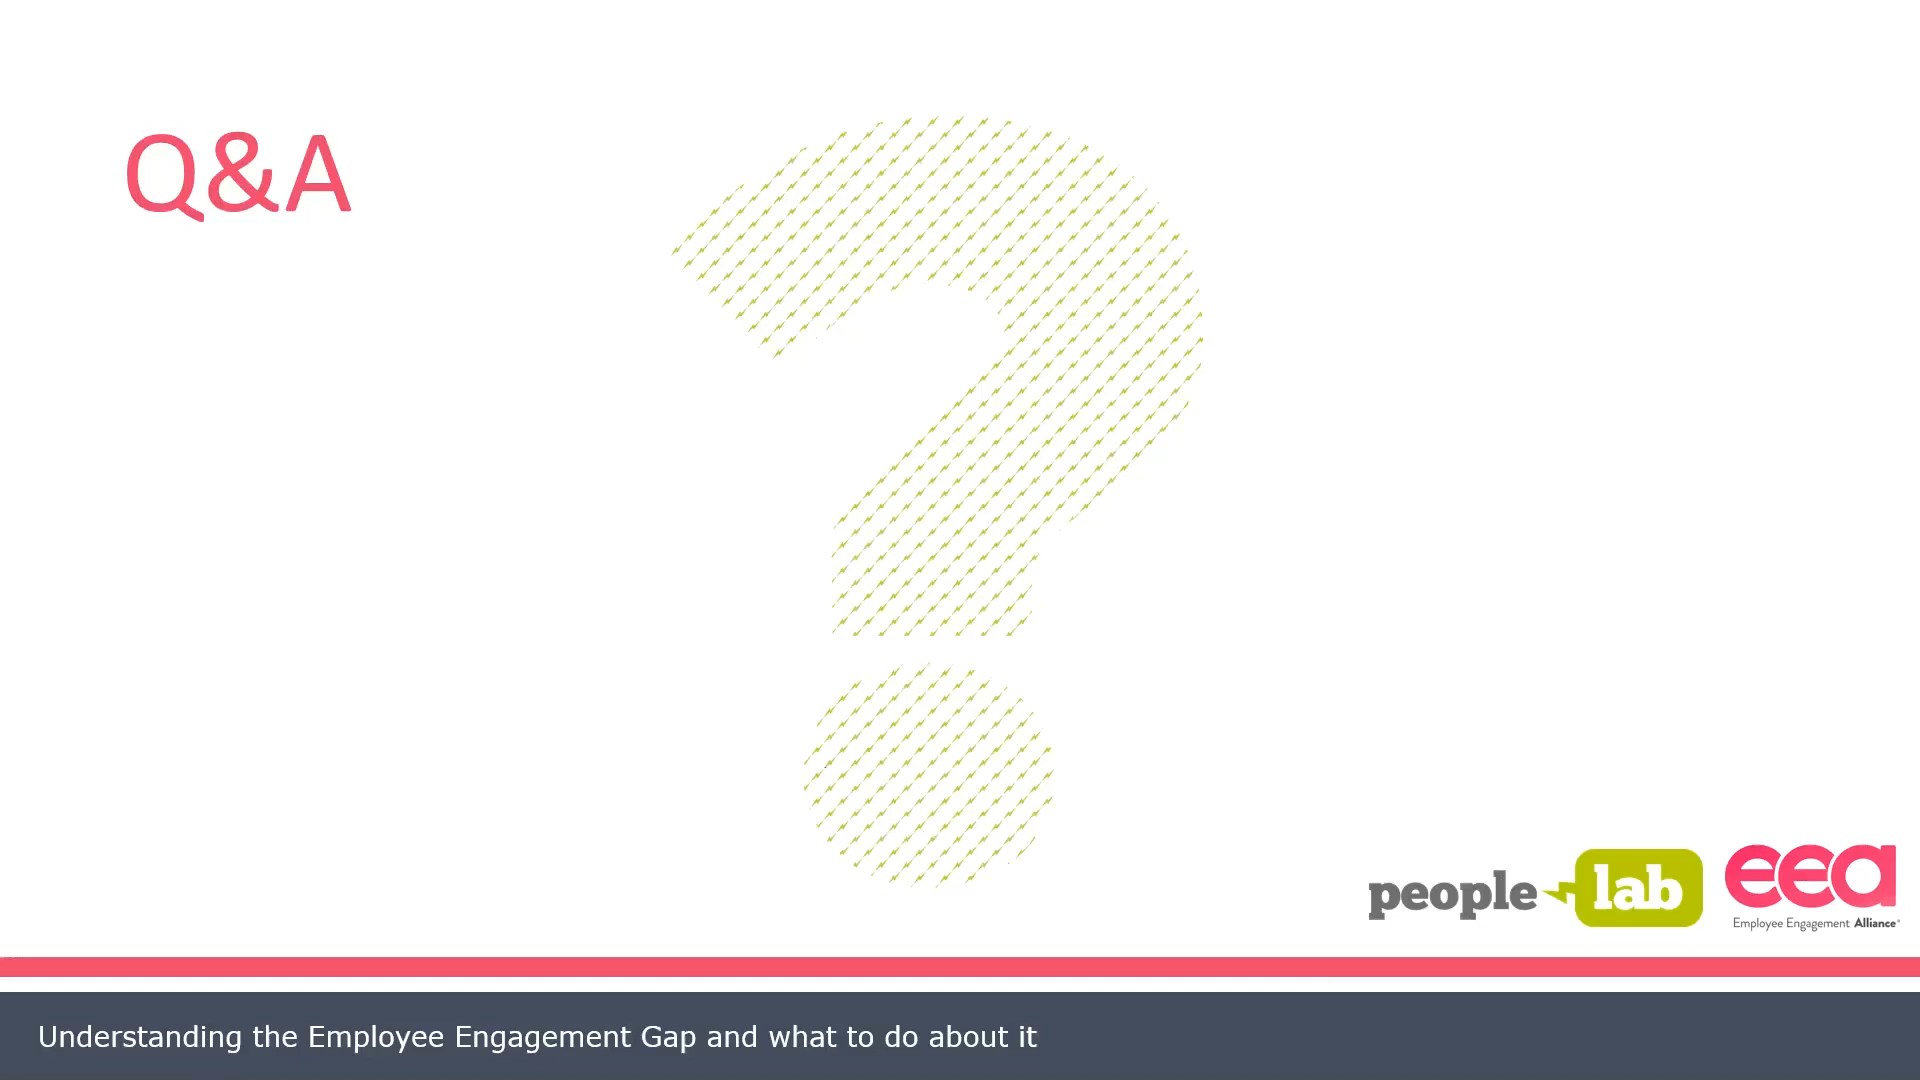 Q&A
?
people lab
eea
Employee Engagement Alliance
Understanding the Employee Engagement Gap and what to do about it